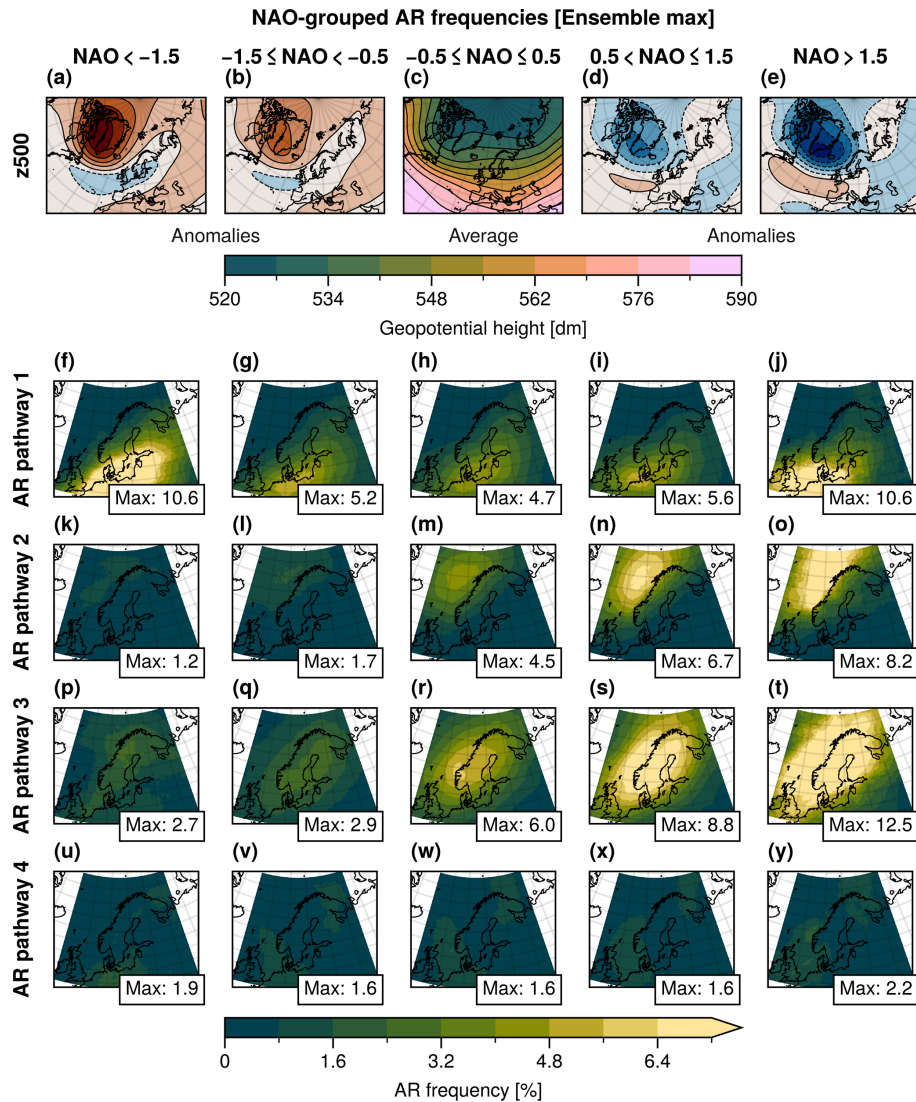 NAO-grouped AR frequencies [Ensemble max]
NAO < −1.5
−1.5 ≤ NAO < −0.5
−0.5 ≤ NAO ≤ 0.5
0.5 < NAO ≤ 1.5
NAO > 1.5
(a)
(b)
(c)
(d)
(e)
z500
Anomalies
Average
Anomalies
520
534
548
562
576
590
Geopotential height [dm]
AR pathway 1
(f)
(g)
(h)
(i)
(j)
Max: 10.6
Max: 5.2
Max: 4.7
Max: 5.6
Max: 10.6
AR pathway 2
(k)
(l)
(m)
(n)
(o)
Max: 1.2
Max: 1.7
Max: 4.5
Max: 6.7
Max: 8.2
AR pathway 3
(p)
(q)
(r)
(s)
(t)
Max: 2.7
Max: 2.9
Max: 6.0
Max: 8.8
Max: 12.5
AR pathway 4
(u)
(v)
(w)
(x)
(y)
Max: 1.9
Max: 1.6
Max: 1.6
Max: 1.6
Max: 2.2
0
1.6
3.2
4.8
6.4
AR frequency [%]